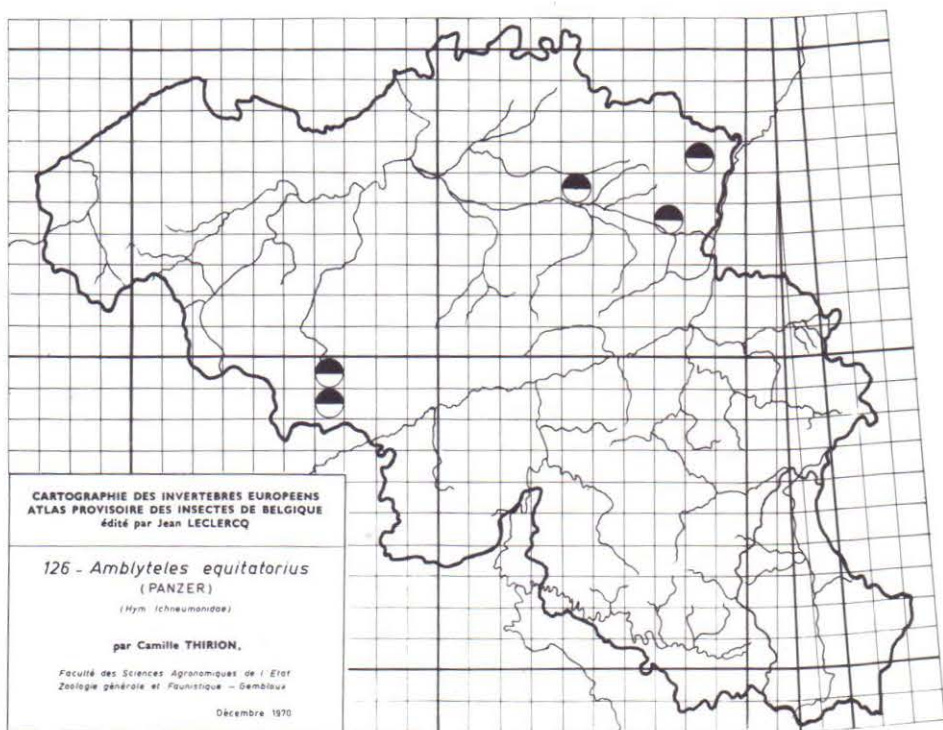 CARTOGRAPHIE DES INVERTEBRES EUROPEENS
ATLAS PROVISOIRE DES INSECTES DE BELGIQUE
édité par Jean LECLERCQ
126 - Amblyteles equitatorius
(PANZER)
(Hym. Ichneumonidae)
par Camille THIRION,
Faculté des Sciences Agronomiques de l'Etat
Zoologie générale et Faunistique - Gembloux
Décembre 1970